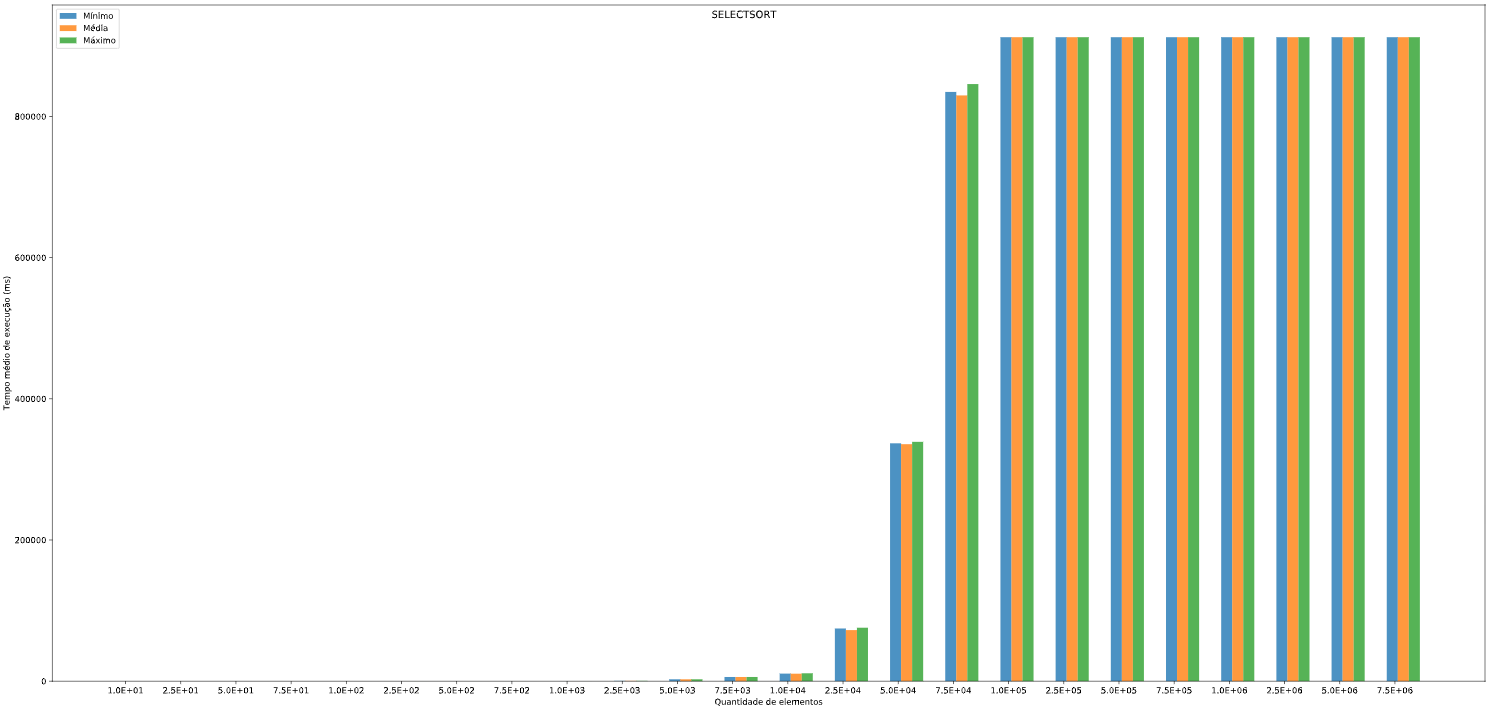 SELECTSORT
Mínimo
Média
Máximo
800000
600000
400000
200000
0
Tempo médio de execução (ms)
1.0E+01 2.5E+01 5.0E+01 7.5E+01 1.0E+02 2.5E+02 5.0E+02 7.5E+02 1.0E+03 2.5E+03 5.0E+03 7.5E+03 1.0E+04 2.5E+04 5.0E+04 7.5E+04 1.0E+05 2.5E+05 5.0E+05 7.5E+05 1.0E+06 2.5E+06 5.0E+06 7.5E+06
Quantidade de elementos